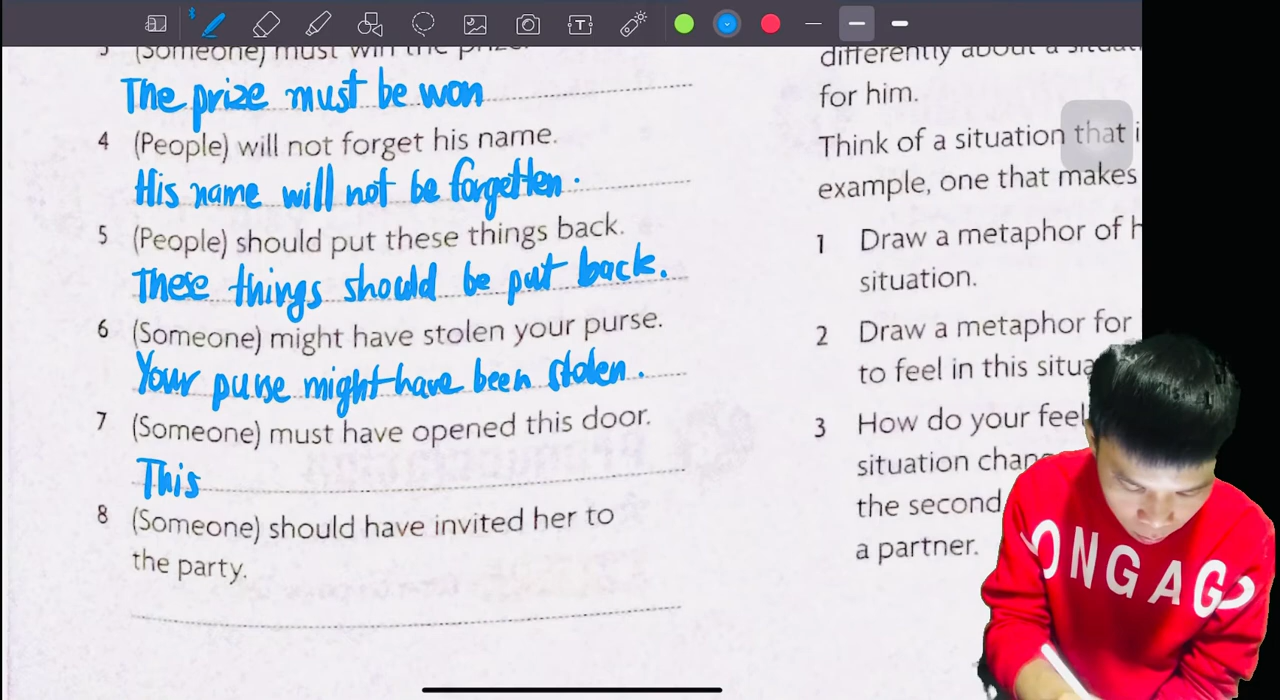 3 (Someone) must win the prize.
The prize must be won
4 (People) will not forget his name.
His name will not be forgetten.
5 (People) should put these things back.
These things should be put back.
6 (Someone) might have stolen your purse.
Your purse might have been stolen.
7 (Someone) must have opened this door.
This
8 (Someone) should have invited her to
the party.
differently about a situati
for him.
Think of a situation that i
example, one that makes
1 Draw a metaphor of h
situation.
2 Draw a metaphor for
to feel in this situa
3 How do your feel
situation chang
the second
a partner.
ONGAG